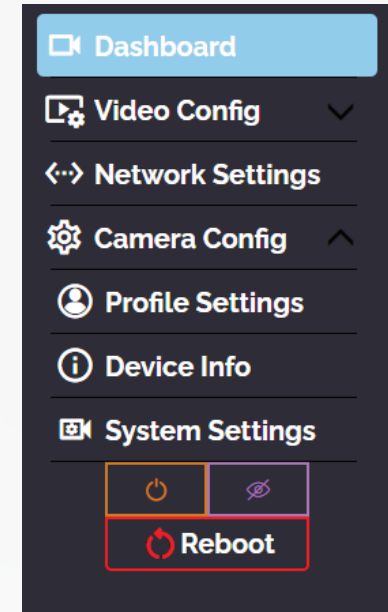 Dashboard
Video Config
Network Settings
Camera Config
Profile Settings
Device Info
System Settings
Reboot